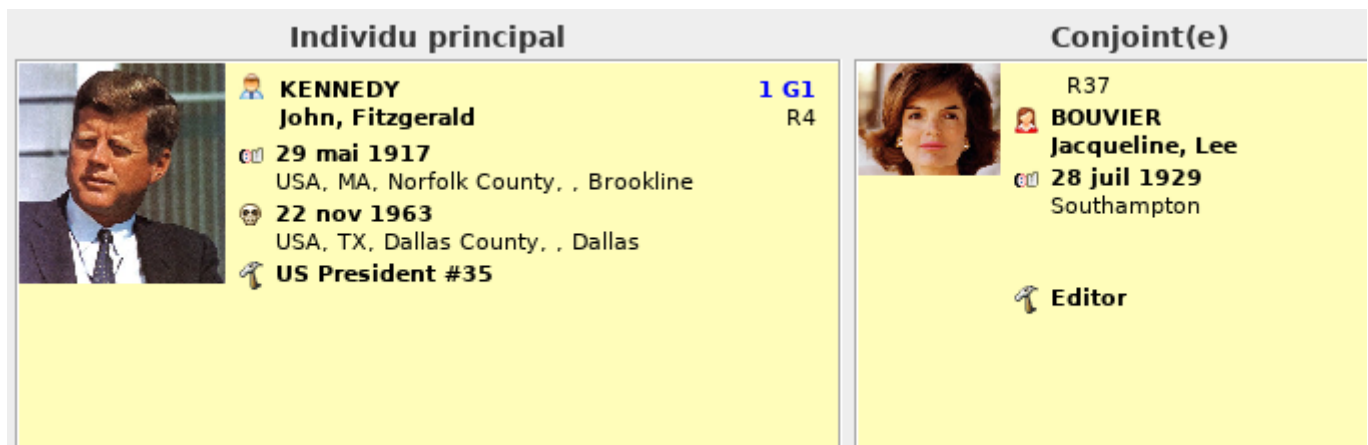 Individu principal
KENNEDY 1 G1
John, Fitzgerald R4
29 mai 1917
USA, MA, Norfolk County, , Brookline
22 nov 1963
USA, TX, Dallas County, , Dallas
US President #35
Conjoint(e)
R37
BOUVIER
Jacqueline, Lee
28 juil 1929
Southampton
Editor